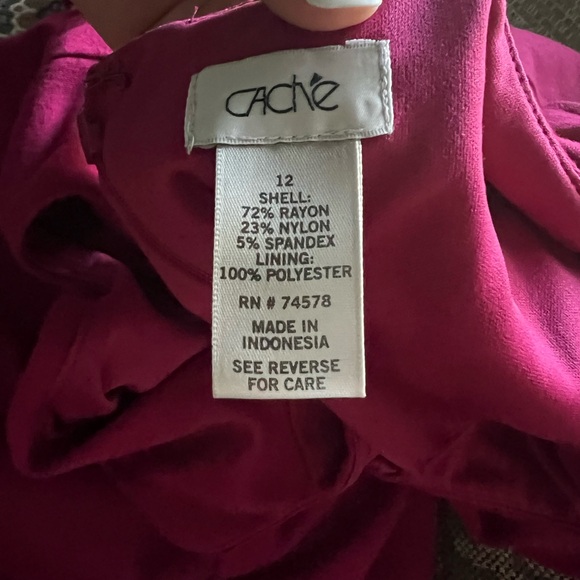 CAChé
12
SHELL:
72% RAYON
23% NYLON
5% SPANDEX
LINING:
100% POLYESTER
RN # 74578
MADE IN
INDONESIA
SEE REVERSE
FOR CARE